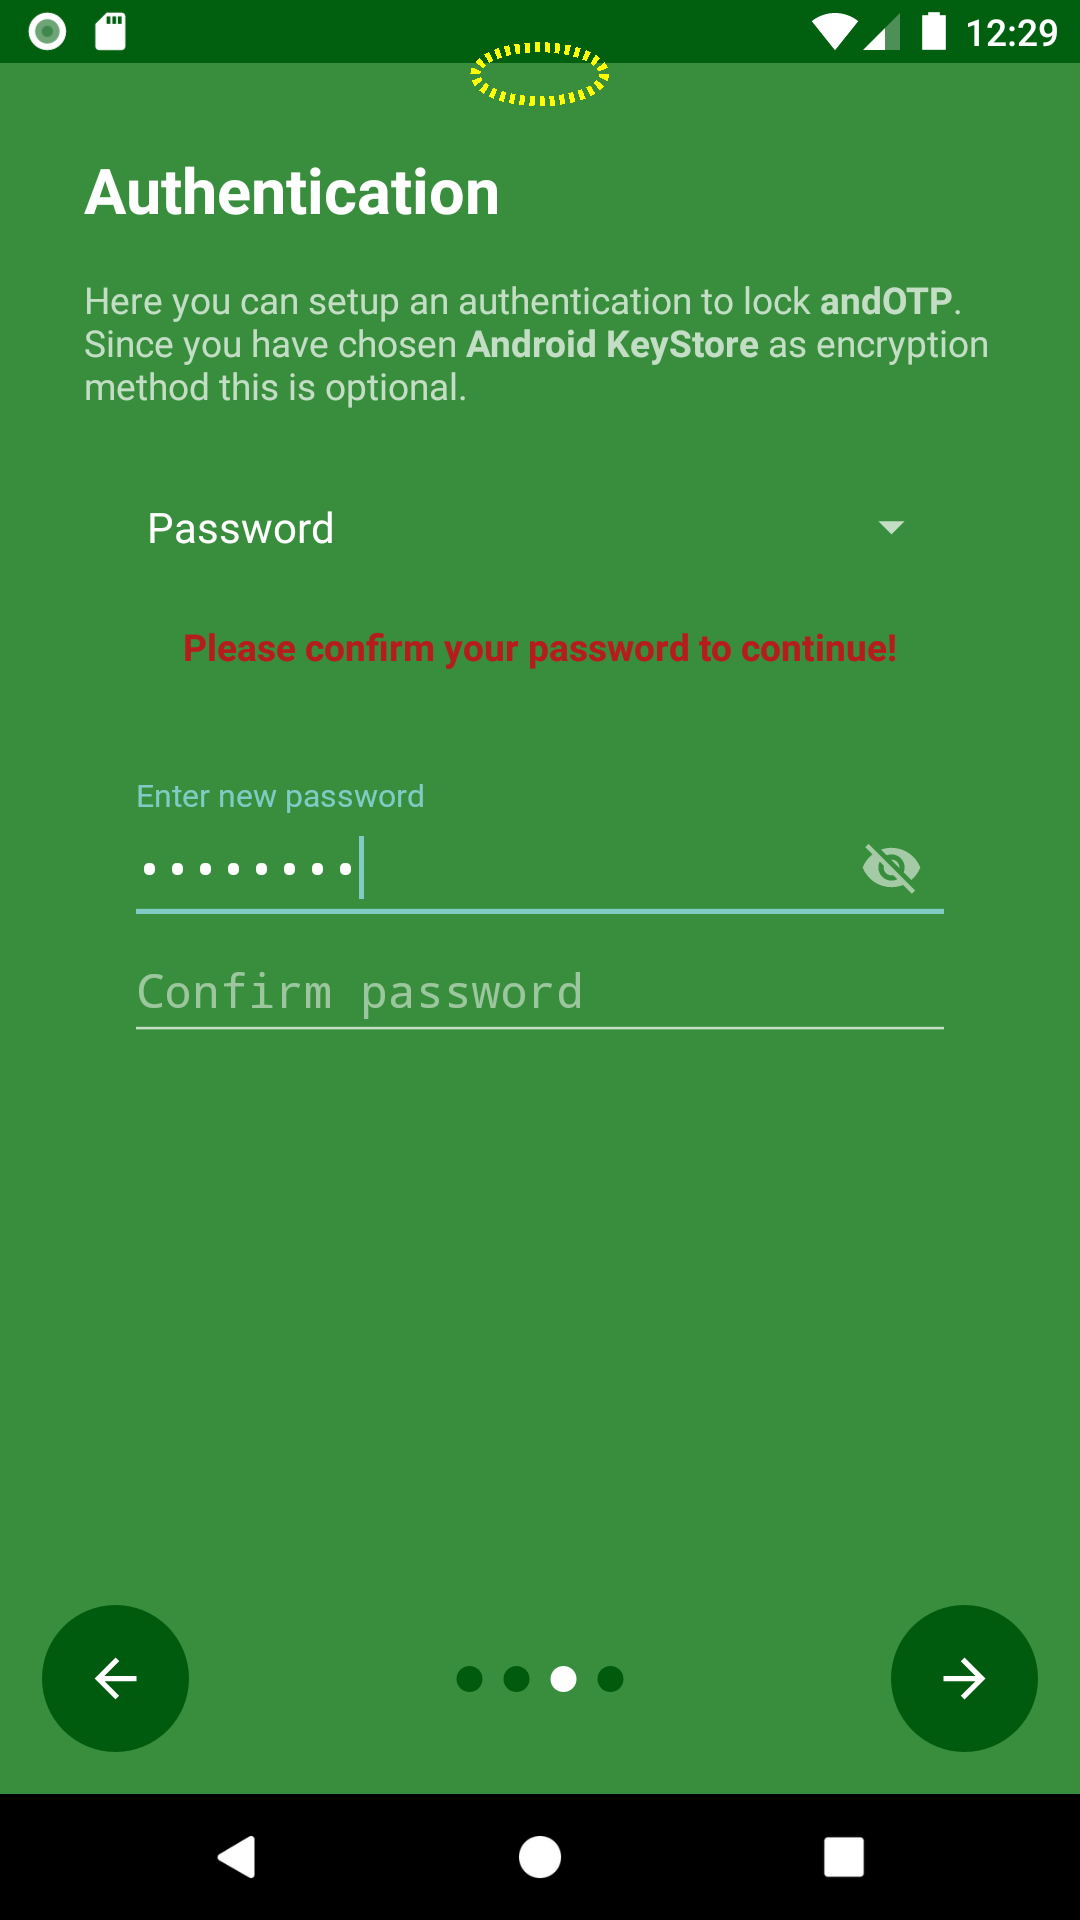 12:29
Authentication
Here you can setup an authentication to lock andOTP.
Since you have chosen Android KeyStore as encryption
method this is optional.
Password
Please confirm your password to continue!
Enter new password
••••••••
Confirm password